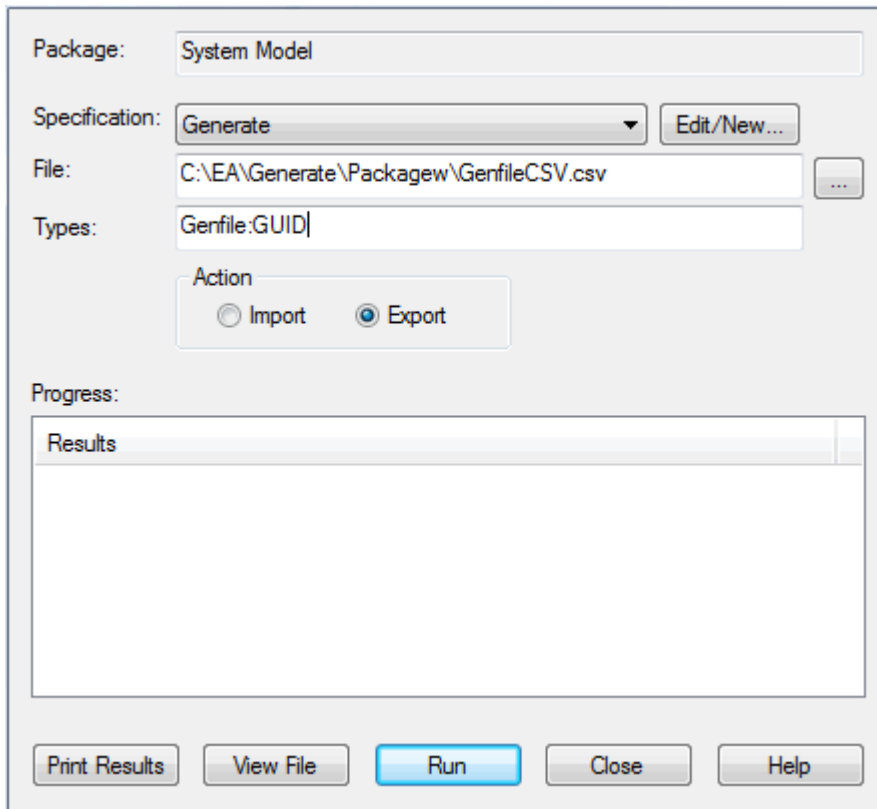 Package: System Model
Specification: Generate Edit/New...
File: C:\EA\Generate\Packagew\GenfileCSV.csv ...
Types: Genfile:GUID
Action
Import Export
Progress:
Results
Print Results View File Run Close Help